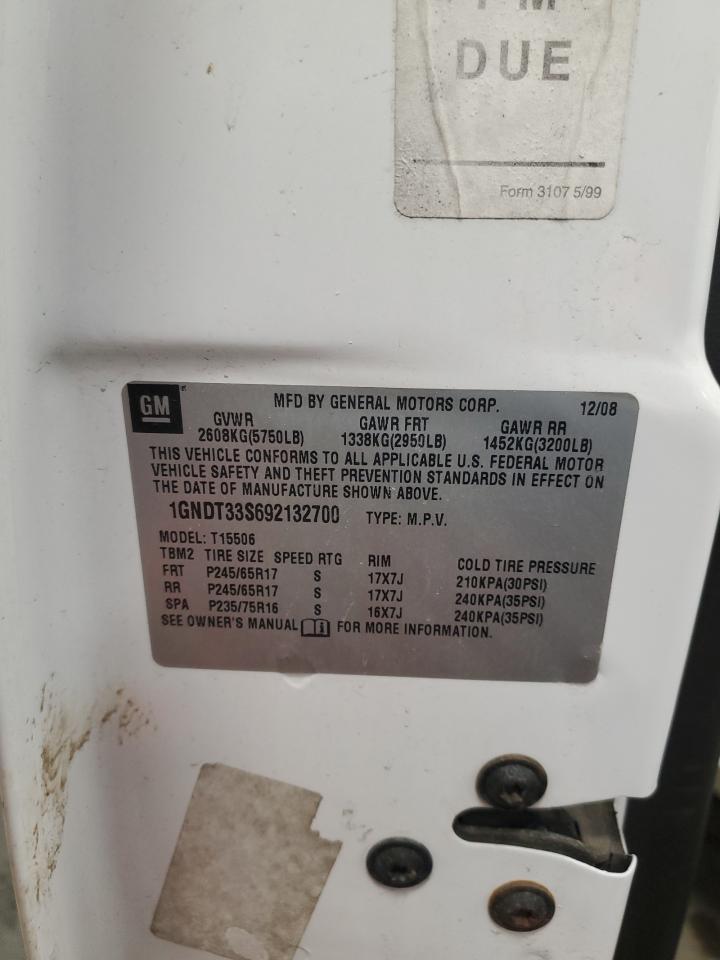 DUE
Form 3107 5/99
GM MFD BY GENERAL MOTORS CORP. 12/08
GVWR GAWR FRT GAWR RR
2608KG(5750LB) 1338KG(2950LB) 1452KG(3200LB)
THIS VEHICLE CONFORMS TO ALL APPLICABLE U.S. FEDERAL MOTOR
VEHICLE SAFETY AND THEFT PREVENTION STANDARDS IN EFFECT ON
THE DATE OF MANUFACTURE SHOWN ABOVE.
1GNDT33S692132700 TYPE: M.P.V.
MODEL: T15506
TBM2 TIRE SIZE SPEED RTG RIM COLD TIRE PRESSURE
FRT P245/65R17 S 17X7J 210KPA(30PSI)
RR P245/65R17 S 17X7J 240KPA(35PSI)
SPA P235/75R16 S 16X7J 240KPA(35PSI)
SEE OWNER'S MANUAL FOR MORE INFORMATION.